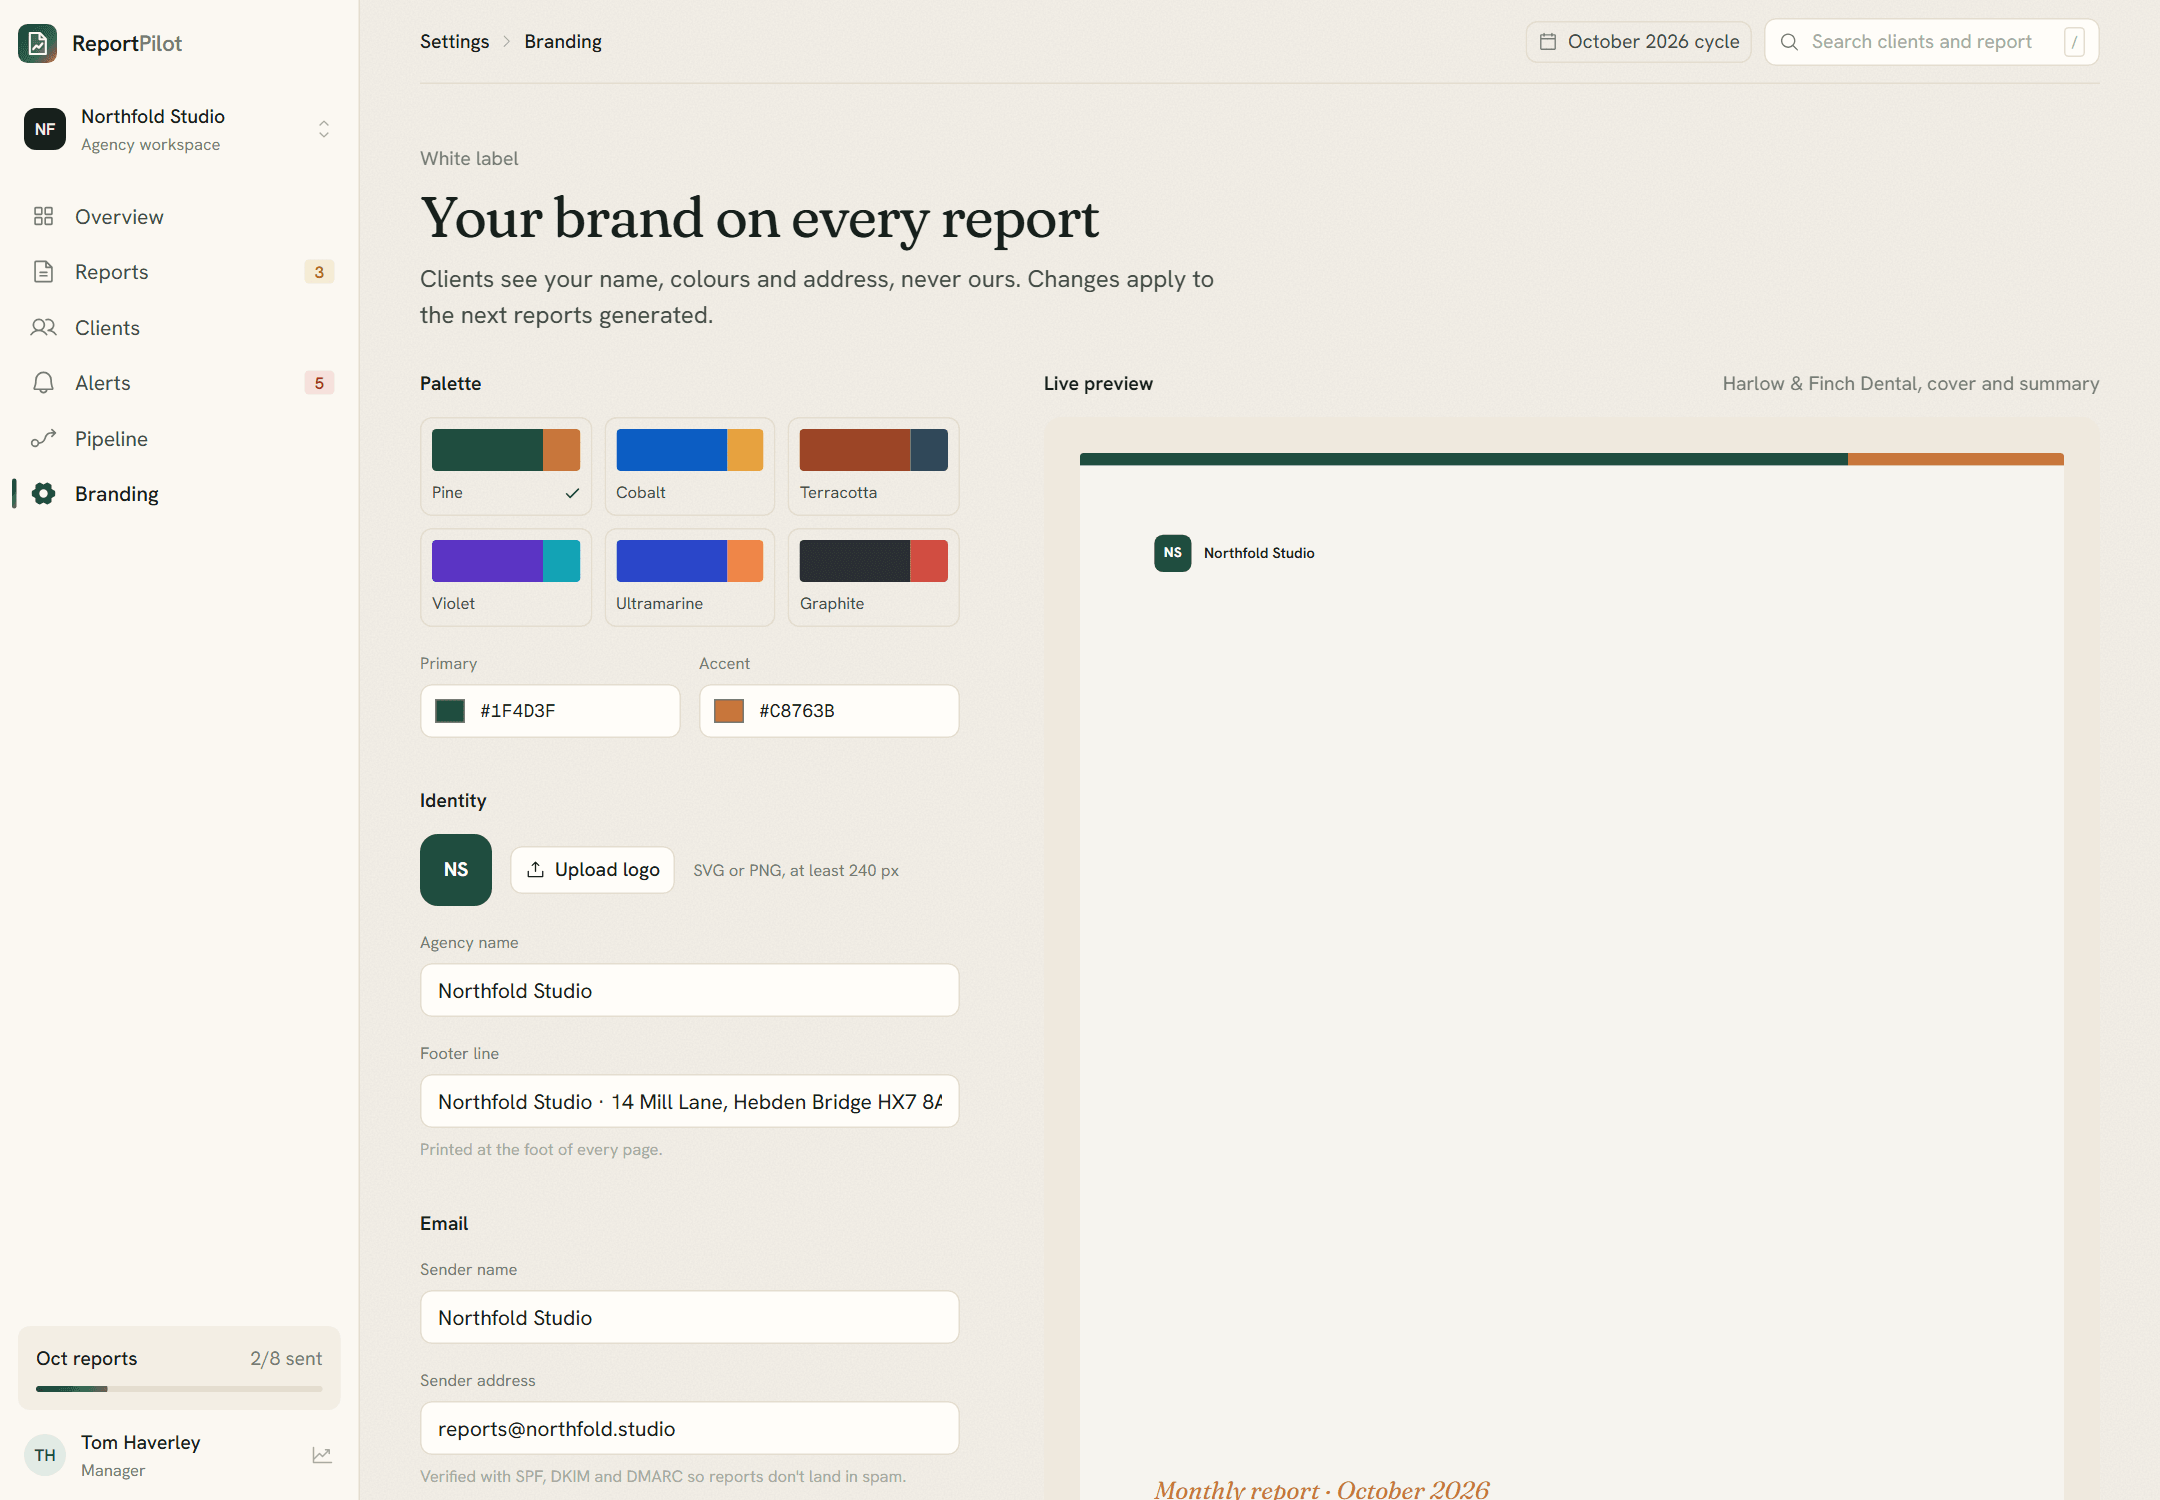 ReportPilot
NF
Northfold Studio
Agency workspace
Overview
Reports 3
Clients
Alerts 5
Pipeline
Branding
Oct reports 2/8 sent
TH
Tom Haverley
Manager
Settings Branding
October 2026 cycle
Search clients and report /
White label
Your brand on every report
Clients see your name, colours and address, never ours. Changes apply to
the next reports generated.
Palette
Pine
Cobalt
Terracotta
Violet
Ultramarine
Graphite
Primary
Accent
#1F4D3F
#C8763B
Identity
NS
Upload logo
SVG or PNG, at least 240 px
Agency name
Northfold Studio
Footer line
Northfold Studio · 14 Mill Lane, Hebden Bridge HX7 8A
Printed at the foot of every page.
Email
Sender name
Northfold Studio
Sender address
reports@northfold.studio
Verified with SPF, DKIM and DMARC so reports don't land in spam.
Live preview
Harlow & Finch Dental, cover and summary
NS Northfold Studio
Monthly report · October 2026